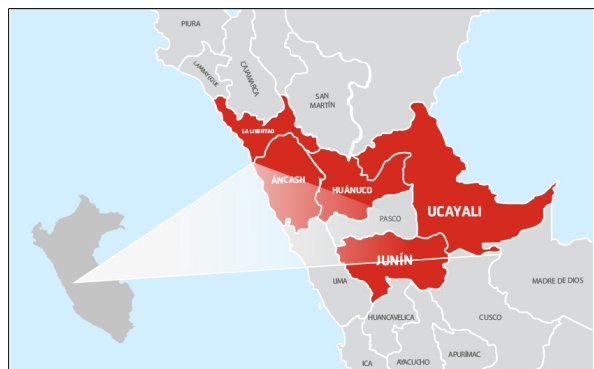 PIURA
LAMBAYEQUE
CAJAMARCA
SAN
MARTÍN
LA LIBERTAD
ÁNCASH
HUÁNUCO
UCAYALI
PASCO
JUNÍN
LIMA
MADRE DE DIOS
HUANCAVELICA
CUSCO
ICA
AYACUCHO
APURÍMAC